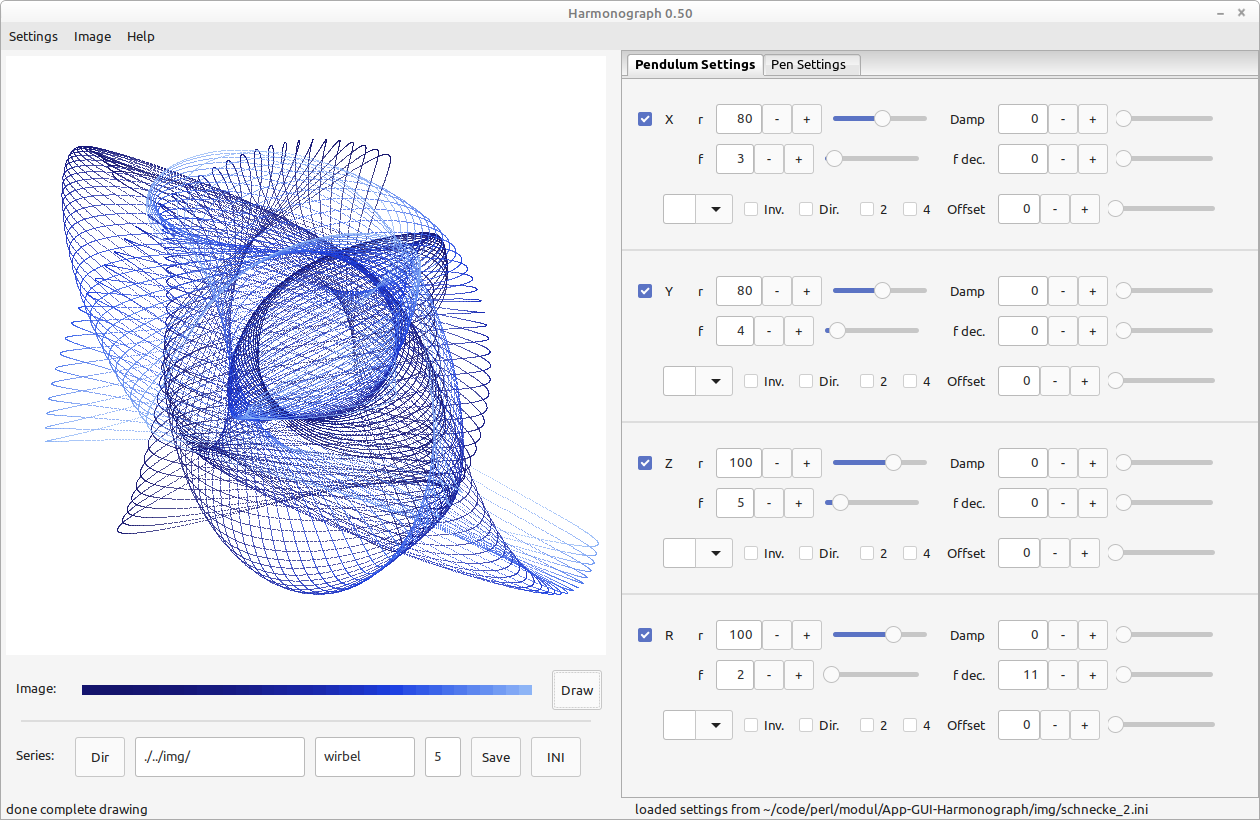 Harmonograph 0.50
Settings Image Help
Pendulum Settings Pen Settings
X r 80 - + Damp 0 - +
f 3 - + f dec. 0 - +
Inv. Dir. 2 4 Offset 0 - +
Y r 80 - + Damp 0 - +
f 4 - + f dec. 0 - +
Inv. Dir. 2 4 Offset 0 - +
Z r 100 - + Damp 0 - +
f 5 - + f dec. 0 - +
Inv. Dir. 2 4 Offset 0 - +
R r 100 - + Damp 0 - +
f 2 - + f dec. 11 - +
Inv. Dir. 2 4 Offset 0 - +
Image: Draw
Series: Dir ./../img/ wirbel 5 Save INI
done complete drawing
loaded settings from ~/code/perl/modul/App-GUI-Harmonograph/img/schnecke_2.ini